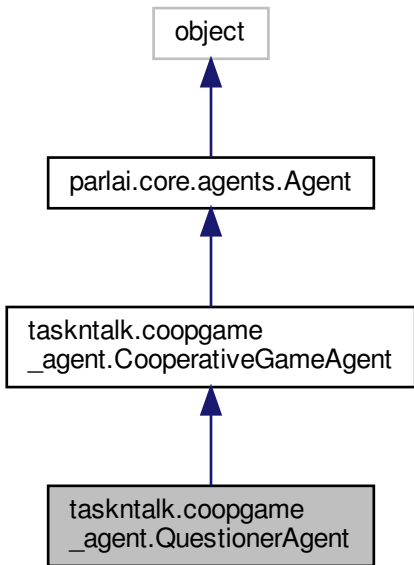 object
parlai.core.agents.Agent
taskntalk.coopgame
_agent.CooperativeGameAgent
taskntalk.coopgame
_agent.QuestionerAgent